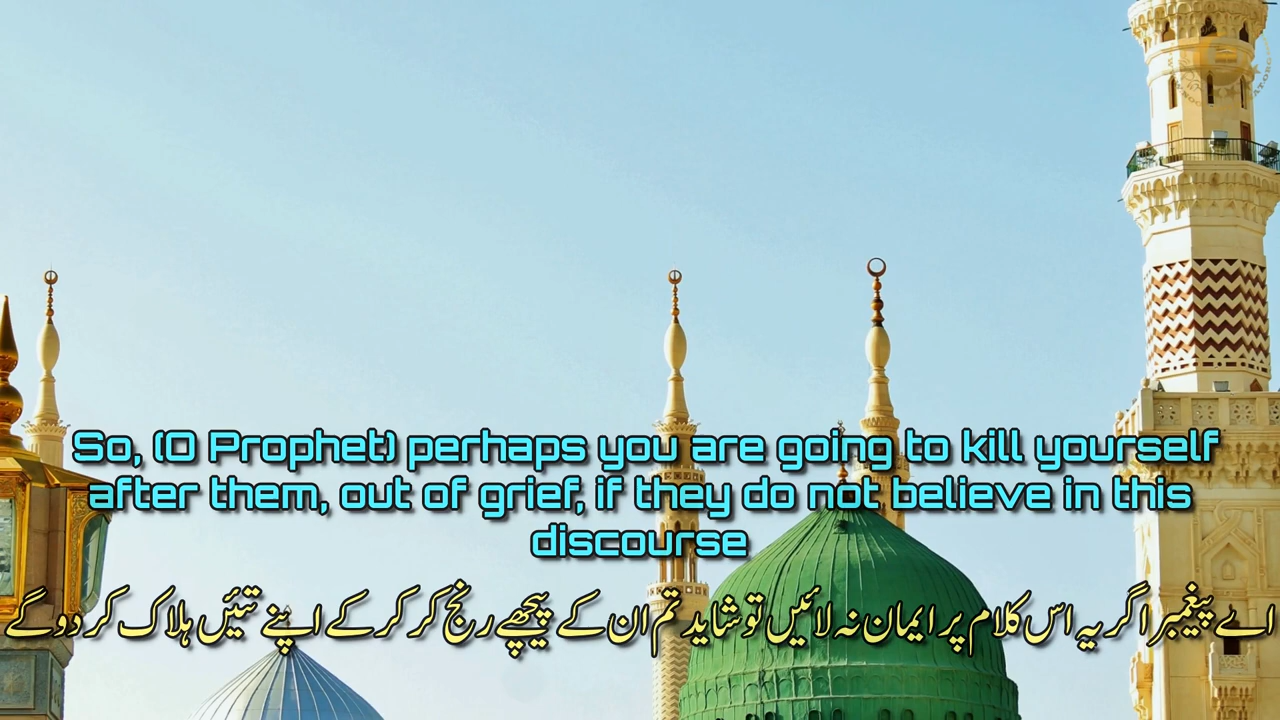 So, (O Prophet) perhaps you are going to kill yourself
after them, out of grief, if they do not believe in this
discourse
اے پیغمبر اگر یہ اس کلام پر ایمان نہ لائیں تو شاید تم ان کے پیچھے رنج کر کر کے اپنے تئیں ہلاک کر دو گے